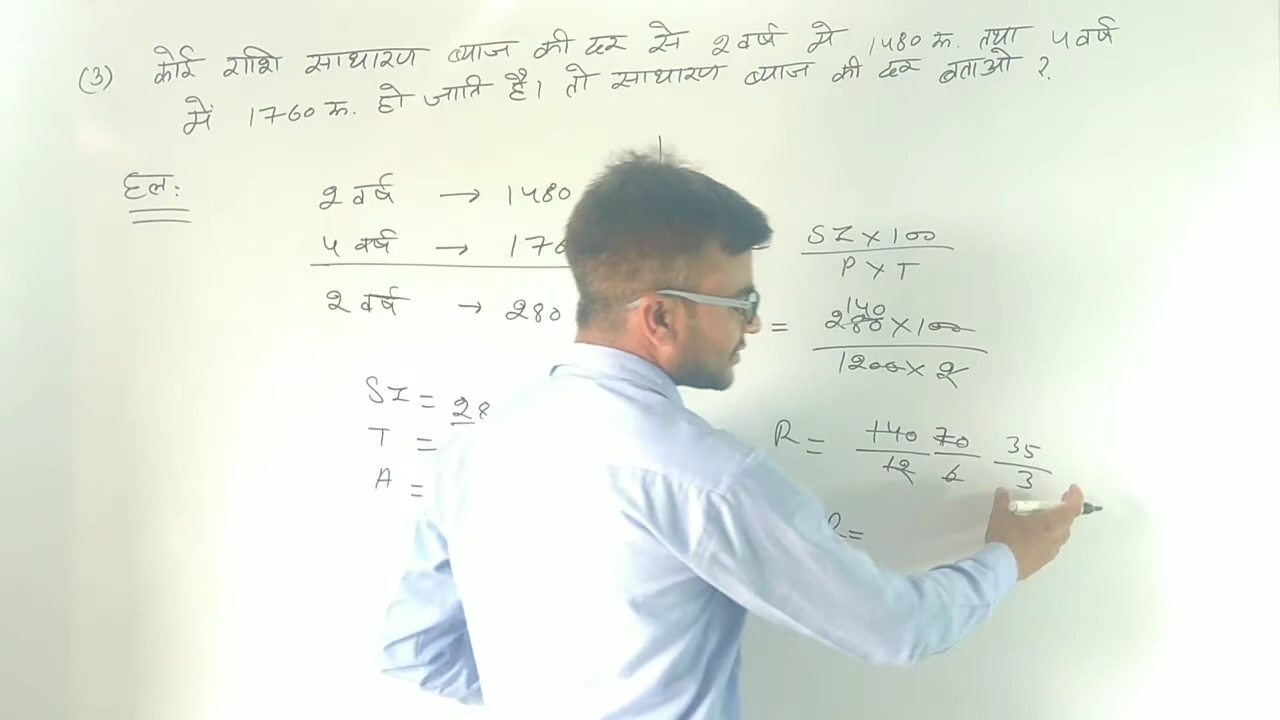 (3) कोई राशि साधारण ब्याज की दर से 2 वर्ष में 1480 रु. तथा 4 वर्ष
में 1760 रु. हो जाति है। तो साधारण ब्याज की दर बताओ ?
हल:
2 वर्ष → 1480
4 वर्ष → 176
2 वर्ष → 280
SI × 100
P × T
= 280 140 × 100
1200 × 2
SI = 28
T =
A =
R = 140 70 35
12 6 3
R =